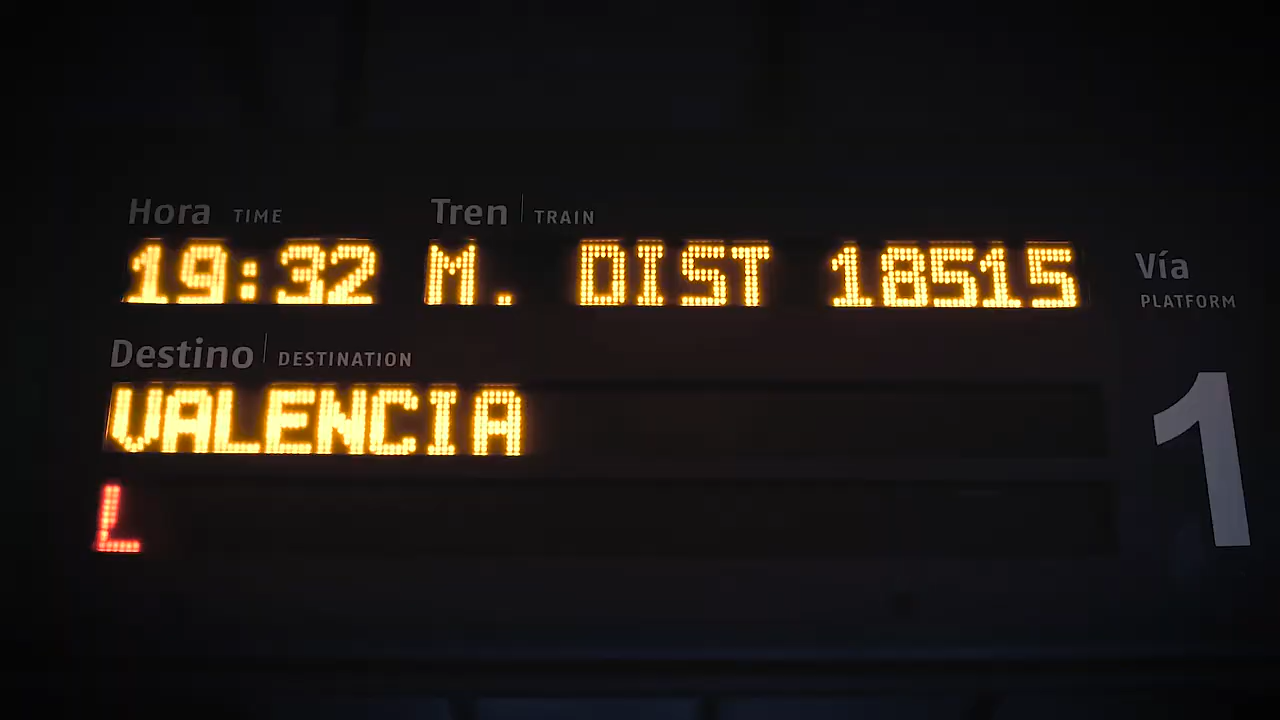 Hora TIME Tren | TRAIN
19:32 M. DIST 18515
Vía
PLATFORM
Destino | DESTINATION
VALENCIA
1
L